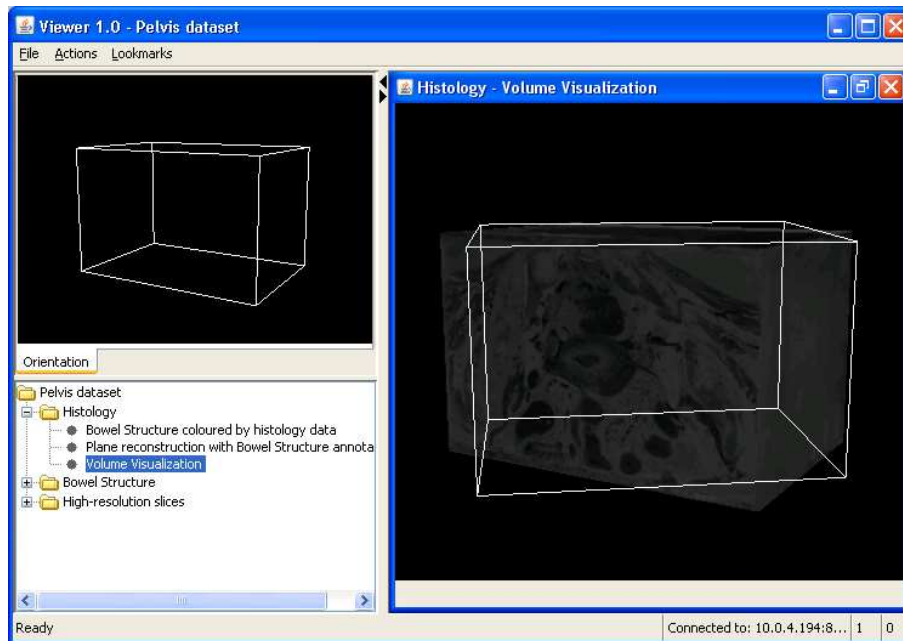 Viewer 1.0 - Pelvis dataset
File Actions Lookmarks
Orientation
Pelvis dataset
Histology
Bowel Structure coloured by histology data
Plane reconstruction with Bowel Structure annota
Volume Visualization
Bowel Structure
High-resolution slices
Histology - Volume Visualization
Ready
Connected to: 10.0.4.194:8... 1 0